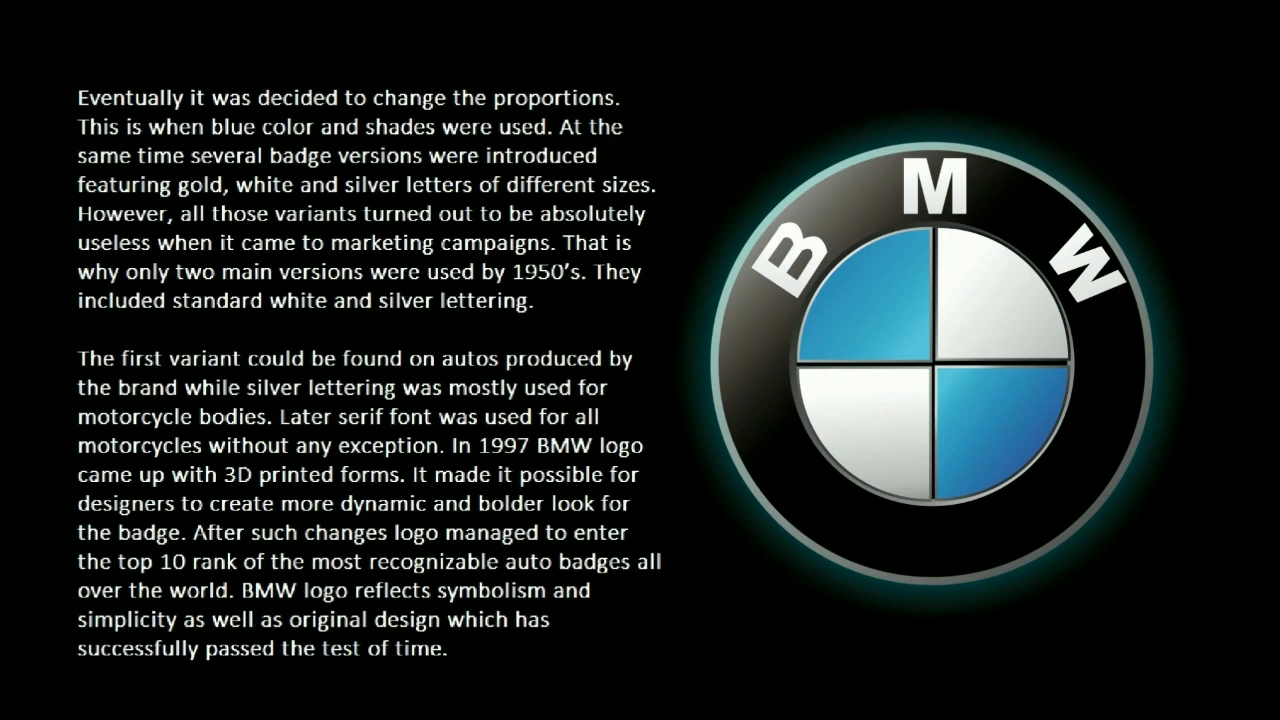 Eventually it was decided to change the proportions.
This is when blue color and shades were used. At the
same time several badge versions were introduced
featuring gold, white and silver letters of different sizes.
However, all those variants turned out to be absolutely
useless when it came to marketing campaigns. That is
why only two main versions were used by 1950's. They
included standard white and silver lettering.
The first variant could be found on autos produced by
the brand while silver lettering was mostly used for
motorcycle bodies. Later serif font was used for all
motorcycles without any exception. In 1997 BMW logo
came up with 3D printed forms. It made it possible for
designers to create more dynamic and bolder look for
the badge. After such changes logo managed to enter
the top 10 rank of the most recognizable auto badges all
over the world. BMW logo reflects symbolism and
simplicity as well as original design which has
successfully passed the test of time.
BMW